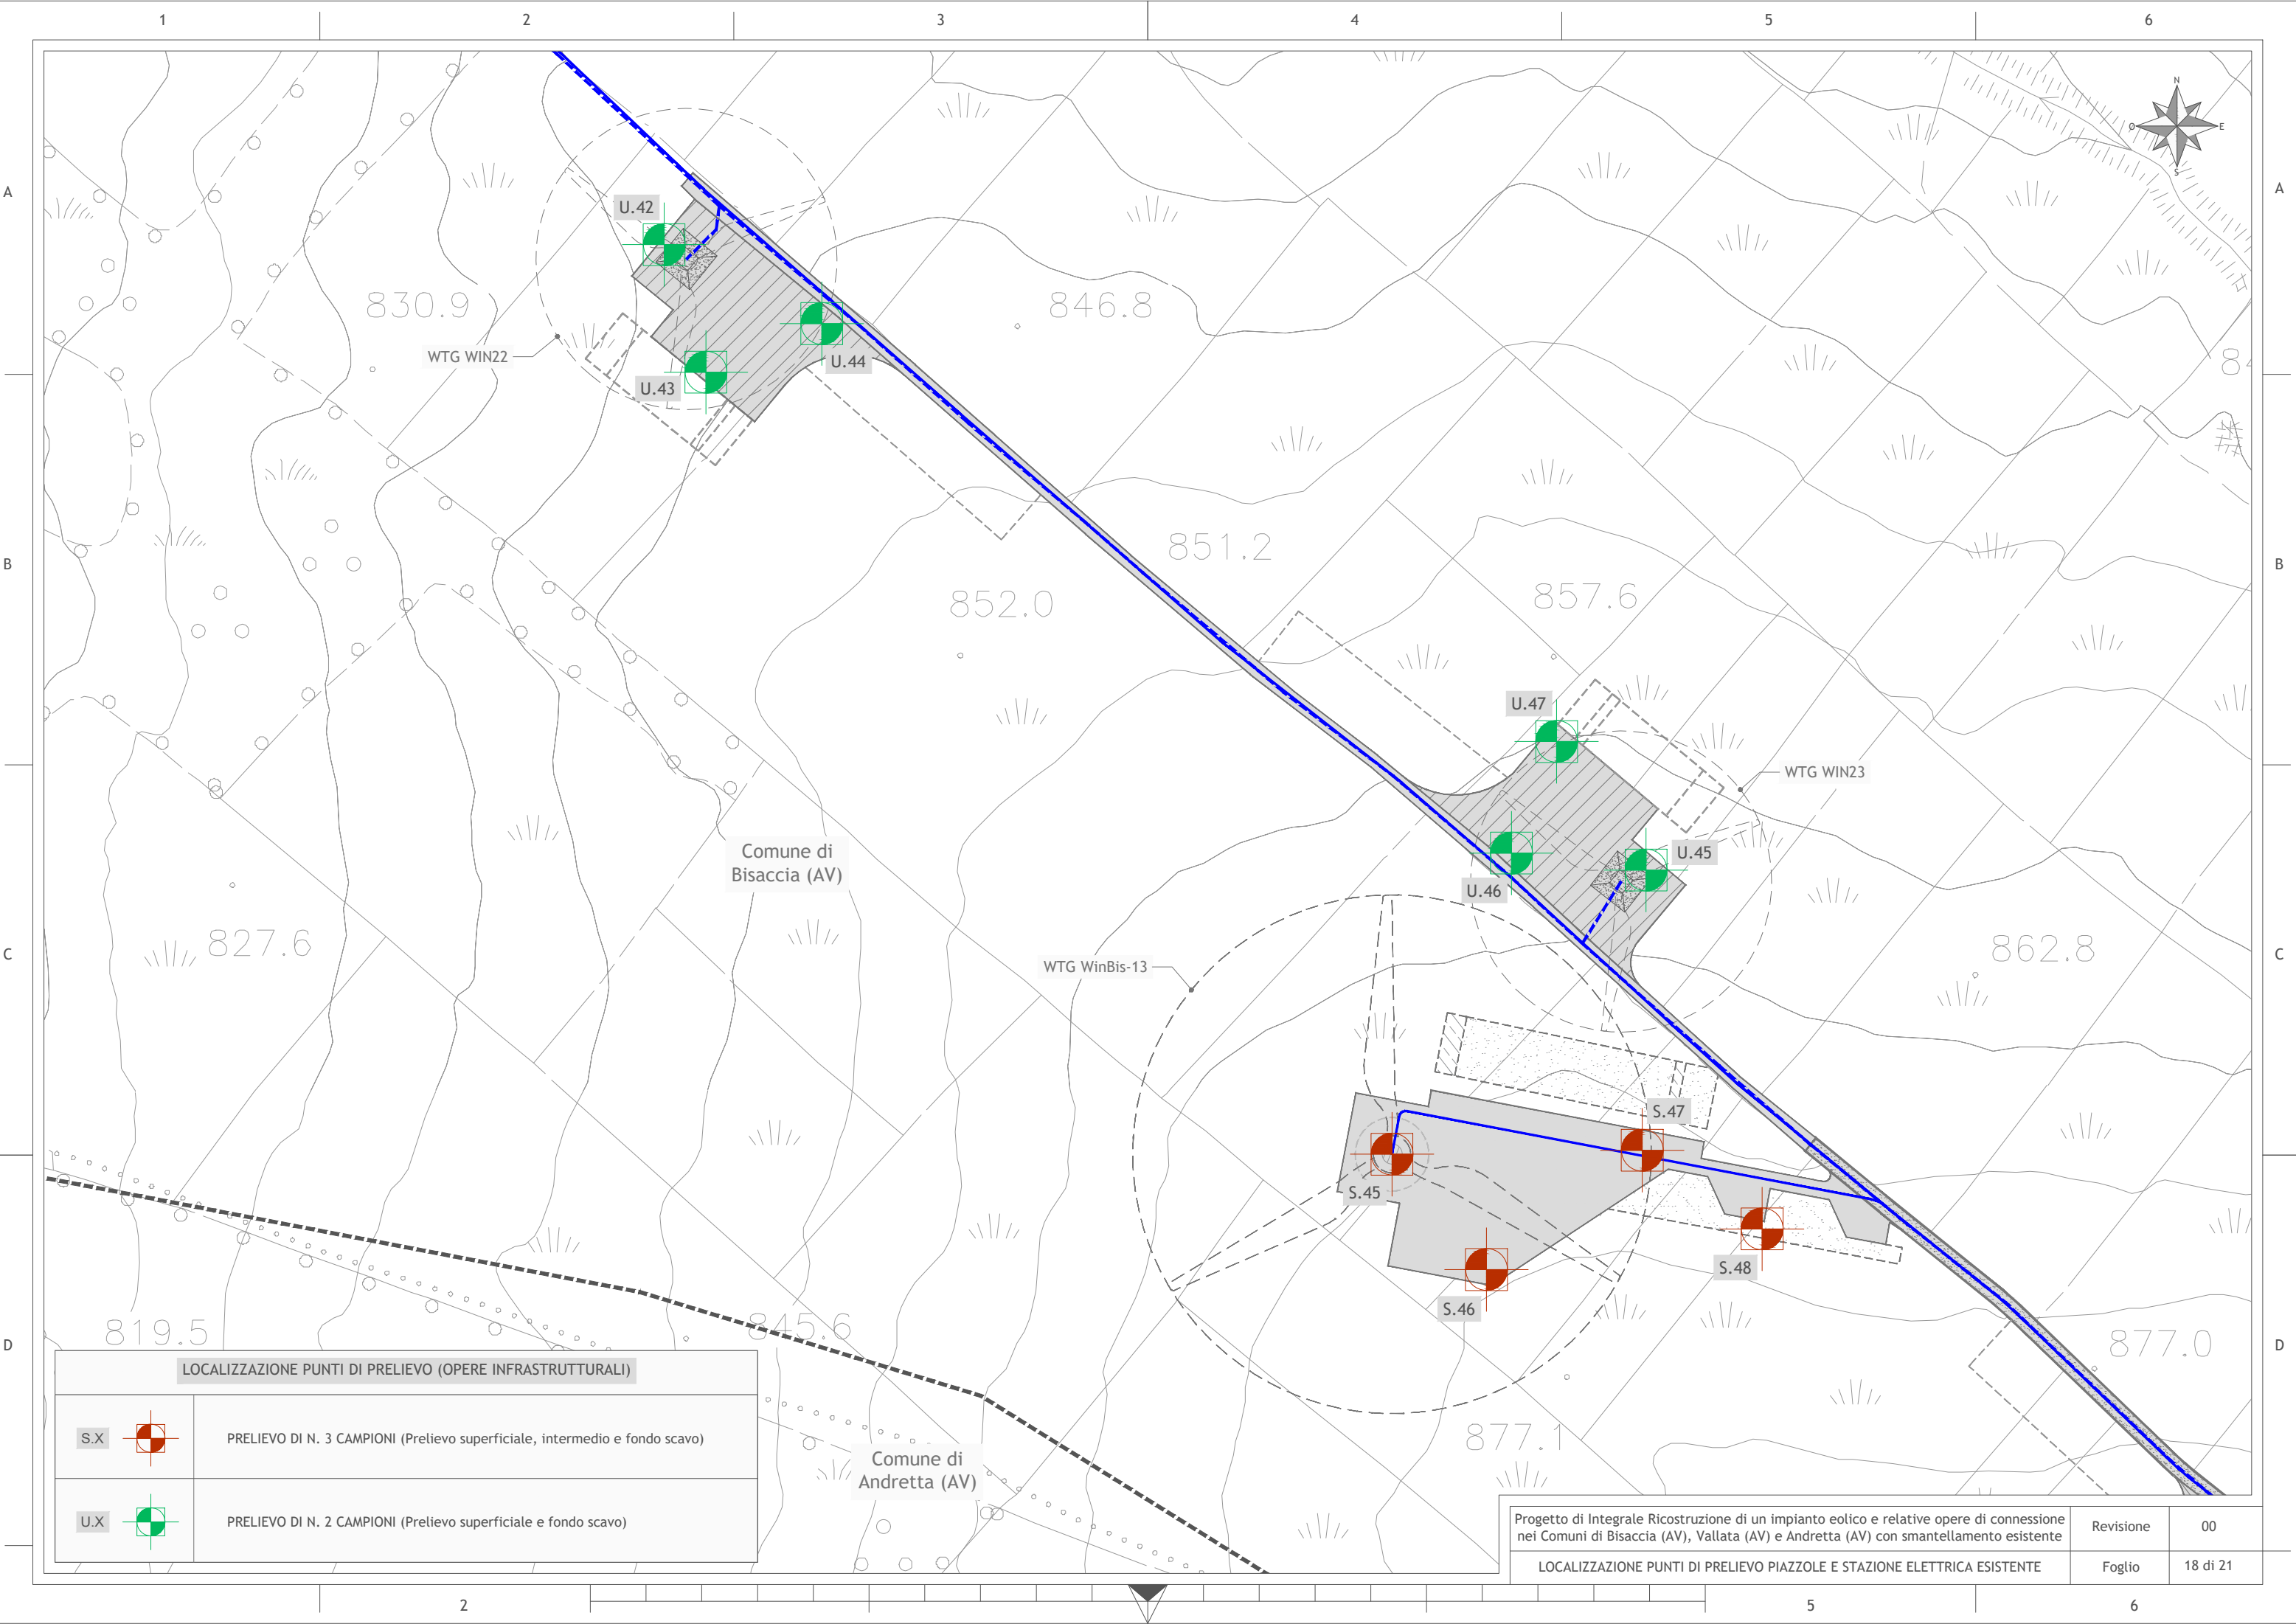 1 2 3 4 5 6
N
O E
S
A A
U.42
830.9
846.8
WTG WIN22
U.44
U.43
84
B B
851.2
852.0
857.6
U.47
WTG WIN23
Comune di
Bisaccia (AV)
U.45
U.46
827.6
862.8
C C
WTG WinBis-13
S.47
S.45
S.48
S.46
819.5
845.6
877.0
D D
877.1
Comune di
Andretta (AV)
LOCALIZZAZIONE PUNTI DI PRELIEVO (OPERE INFRASTRUTTURALI)
S.X PRELIEVO DI N. 3 CAMPIONI (Prelievo superficiale, intermedio e fondo scavo)
U.X PRELIEVO DI N. 2 CAMPIONI (Prelievo superficiale e fondo scavo)
Progetto di Integrale Ricostruzione di un impianto eolico e relative opere di connessione
nei Comuni di Bisaccia (AV), Vallata (AV) e Andretta (AV) con smantellamento esistente
Revisione 00
LOCALIZZAZIONE PUNTI DI PRELIEVO PIAZZOLE E STAZIONE ELETTRICA ESISTENTE
Foglio 18 di 21
2 5 6